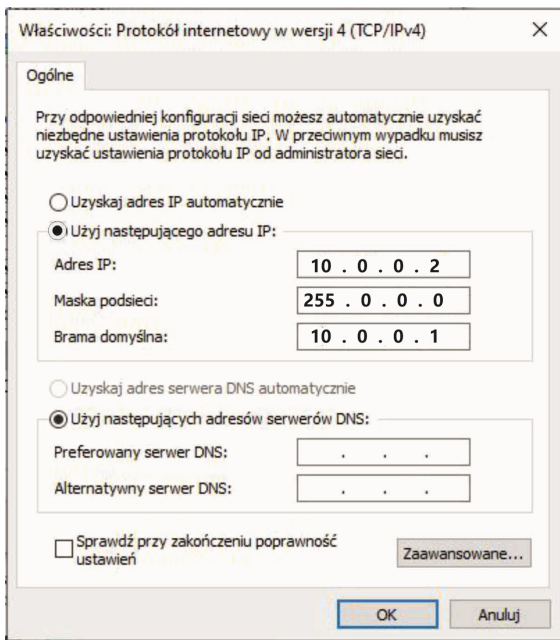 Właściwości: Protokół internetowy w wersji 4 (TCP/IPv4)
Ogólne
Przy odpowiedniej konfiguracji sieci możesz automatycznie uzyskać
niezbędne ustawienia protokołu IP. W przeciwnym wypadku musisz
uzyskać ustawienia protokołu IP od administratora sieci.
Uzyskaj adres IP automatycznie
Użyj następującego adresu IP:
Adres IP: 10 . 0 . 0 . 2
Maska podsieci: 255 . 0 . 0 . 0
Brama domyślna: 10 . 0 . 0 . 1
Uzyskaj adres serwera DNS automatycznie
Użyj następujących adresów serwerów DNS:
Preferowany serwer DNS: . . .
Alternatywny serwer DNS: . . .
Sprawdź przy zakończeniu poprawność
ustawień
Zaawansowane...
OK Anuluj